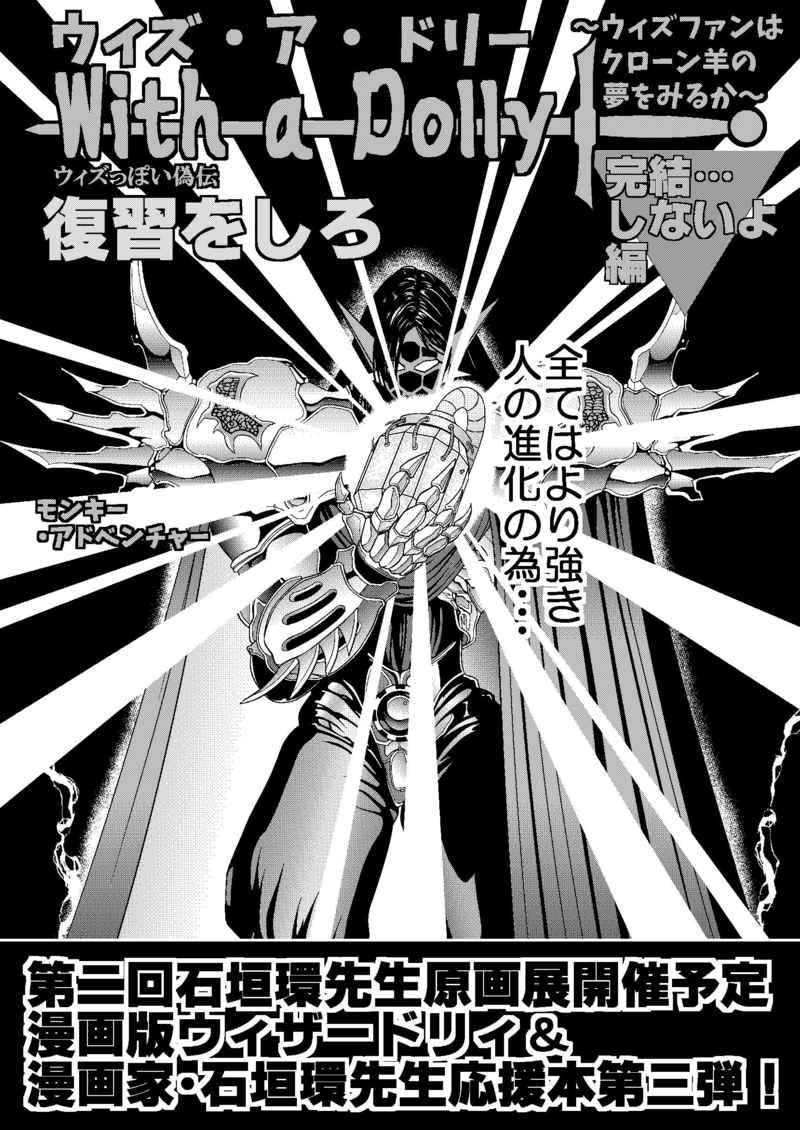 ウィズ・ア・ドリー
With a Dolly
～ウィズファンは
クローン羊の
夢をみるか～
ウィズっぽい偽伝
復習をしろ
完結…
しないよ
編
全てはより強き
人の進化の為…
モンキー
・アドベンチャー
第二回石垣環先生原画展開催予定
漫画版ウィザードリィ＆
漫画家・石垣環先生応援本第三弾！